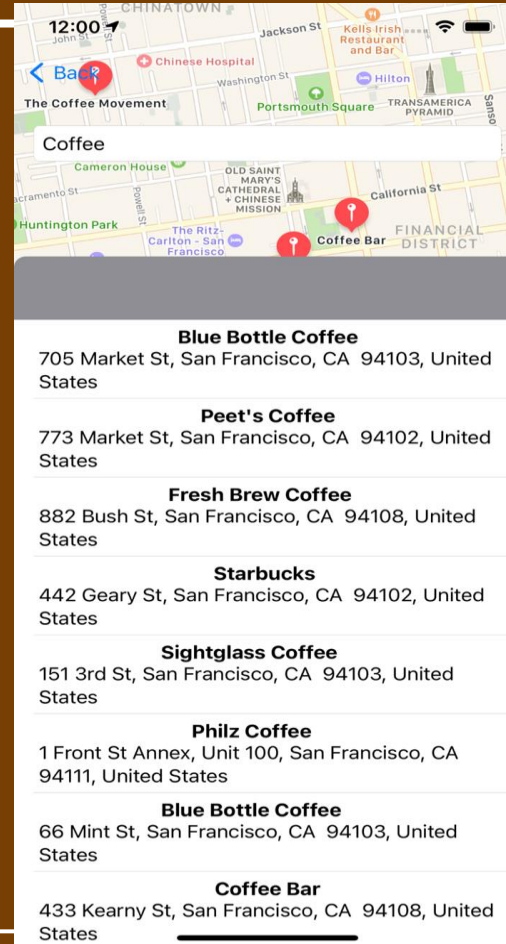 CHINATOWN
12:00
John St
Powell St
Jackson St
Kells Irish
Restaurant
and Bar
Chinese Hospital
Back
Washington St
Hilton
The Coffee Movement
Portsmouth Square
TRANSAMERICA
PYRAMID
Sanso
Coffee
Cameron House
OLD SAINT
MARY'S
CATHEDRAL
+ CHINESE
MISSION
acramento St
Powell St
California St
Huntington Park
The Ritz-
Carlton - San
Francisco
Coffee Bar
FINANCIAL
DISTRICT
Blue Bottle Coffee
705 Market St, San Francisco, CA 94103, United
States
Peet's Coffee
773 Market St, San Francisco, CA 94102, United
States
Fresh Brew Coffee
882 Bush St, San Francisco, CA 94108, United
States
Starbucks
442 Geary St, San Francisco, CA 94102, United
States
Sightglass Coffee
151 3rd St, San Francisco, CA 94103, United
States
Philz Coffee
1 Front St Annex, Unit 100, San Francisco, CA
94111, United States
Blue Bottle Coffee
66 Mint St, San Francisco, CA 94103, United
States
Coffee Bar
433 Kearny St, San Francisco, CA 94108, United
States